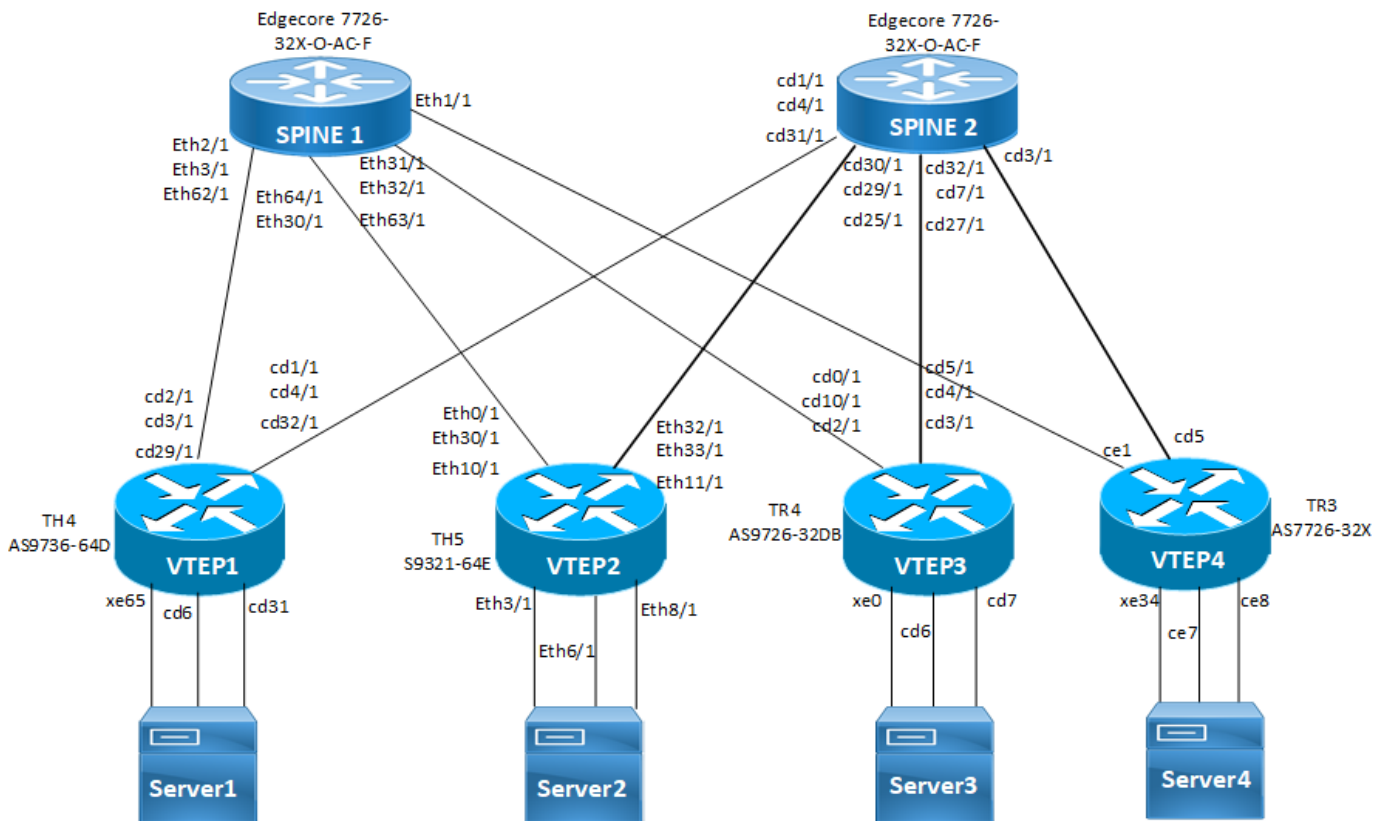 Edgecore 7726-
32X-O-AC-F
Edgecore 7726-
32X-O-AC-F
SPINE 1
SPINE 2
Eth1/1
cd1/1
cd4/1
cd31/1
Eth2/1
Eth3/1
Eth62/1
Eth64/1
Eth30/1
Eth31/1
Eth32/1
Eth63/1
cd30/1
cd29/1
cd25/1
cd32/1
cd7/1
cd27/1
cd3/1
cd2/1
cd3/1
cd29/1
cd1/1
cd4/1
cd32/1
Eth0/1
Eth30/1
Eth10/1
Eth32/1
Eth33/1
Eth11/1
cd0/1
cd10/1
cd2/1
cd5/1
cd4/1
cd3/1
ce1
cd5
TH4
AS9736-64D
VTEP1
TH5
S9321-64E
VTEP2
TR4
AS9726-32DB
VTEP3
VTEP4
TR3
AS7726-32X
xe65
cd6
cd31
Eth3/1
Eth6/1
Eth8/1
xe0
cd6
cd7
xe34
ce7
ce8
Server1
Server2
Server3
Server4